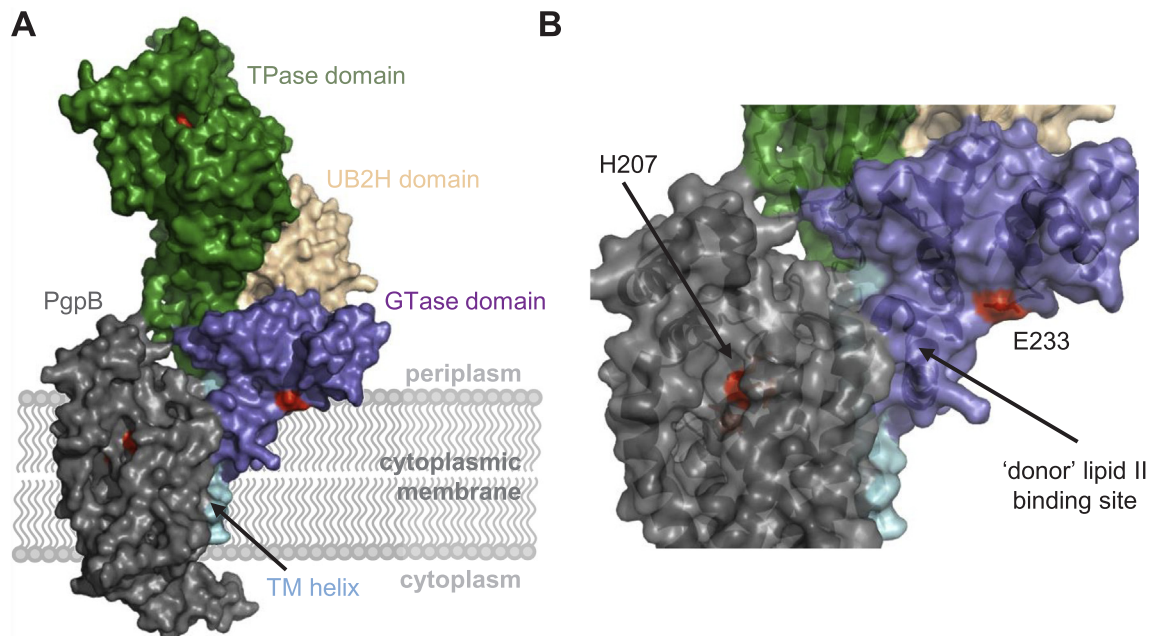 A
TPase domain
UB2H domain
PgpB
GTase domain
periplasm
cytoplasmic
membrane
cytoplasm
TM helix
B
H207
E233
‘donor’ lipid II
binding site